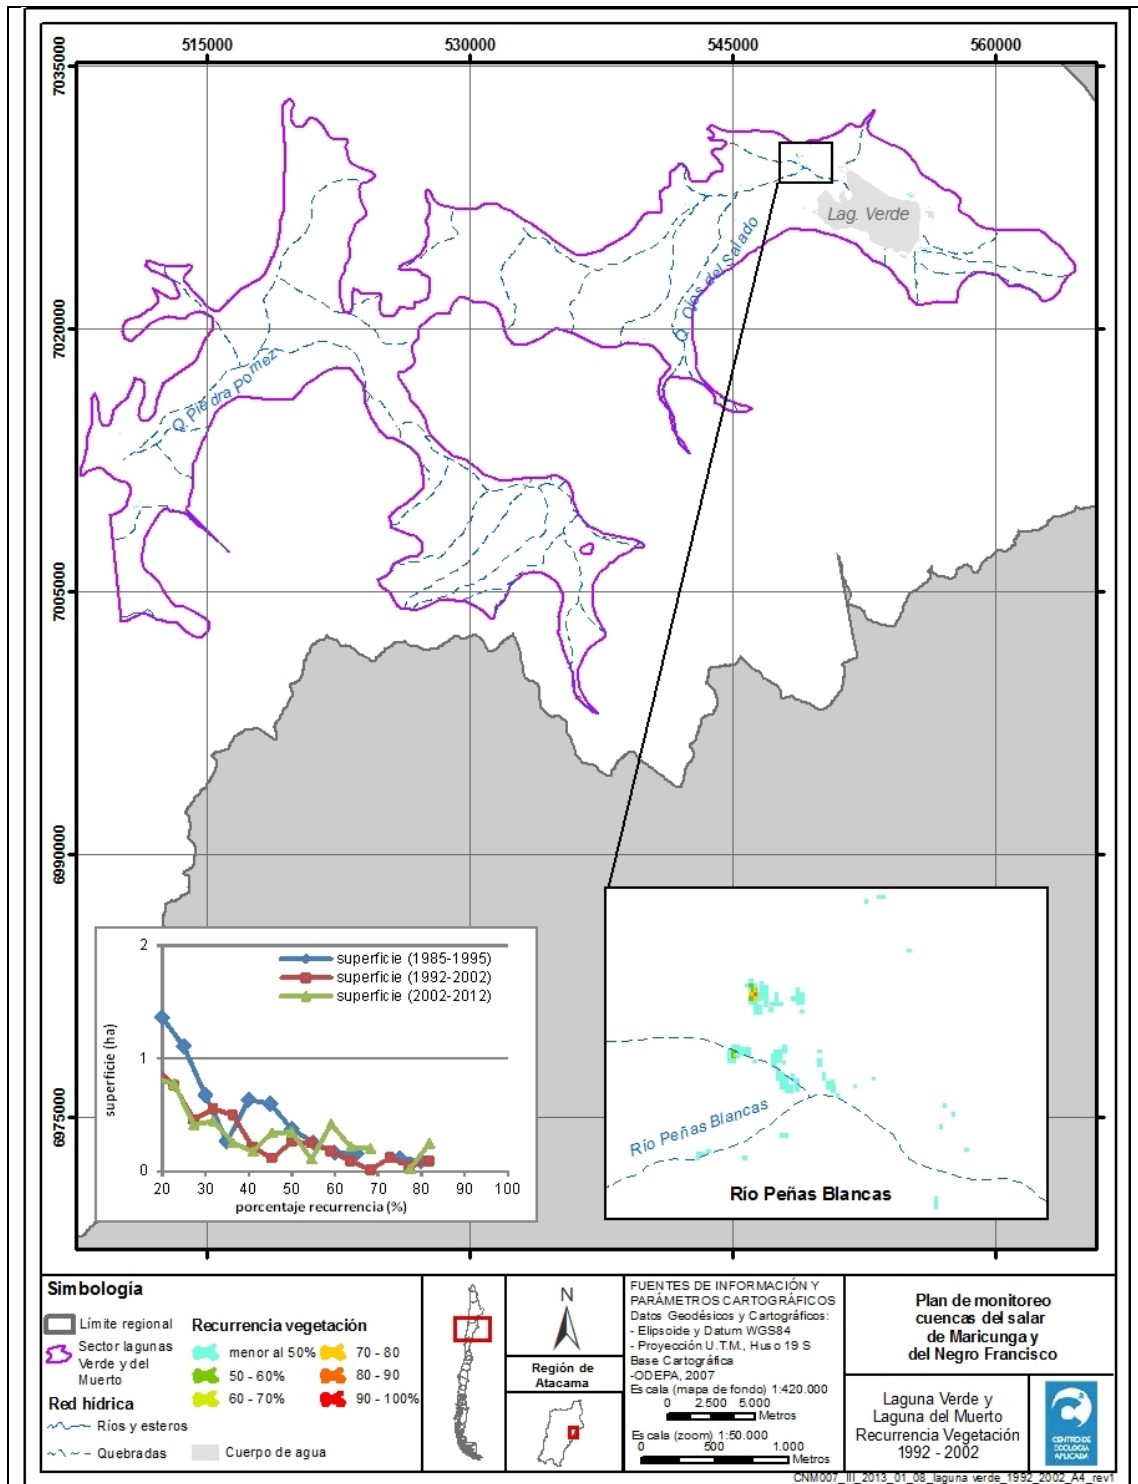 515000
530000
545000
560000
7035000
7020000
7005000
6990000
6975000
Lag. Verde
Q. Ojos del Salado
Q. Piedra Pomez
2
1
0
superficie (ha)
superficie (1985-1995)
superficie (1992-2002)
superficie (2002-2012)
20 30 40 50 60 70 80 90 100
porcentaje recurrencia (%)
Río Peñas Blancas
Río Peñas Blancas
Simbología
Límite regional
Sector lagunas
Verde y del
Muerto
Red hídrica
Ríos y esteros
Quebradas
Recurrencia vegetación
menor al 50%
50 - 60%
60 - 70%
70 - 80
80 - 90
90 - 100%
Cuerpo de agua
N
Región de
Atacama
FUENTES DE INFORMACIÓN Y
PARÁMETROS CARTOGRÁFICOS
Datos Geodésicos y Cartográficos:
- Elipsoide y Datum WGS84
- Proyección U.T.M., Huso 19 S
Base Cartográfica
-ODEPA, 2007
Escala (mapa de fondo) 1:420.000
0 2.500 5.000
Metros
Escala (zoom) 1:50.000
0 500 1.000
Metros
Plan de monitoreo
cuencas del salar
de Maricunga y
del Negro Francisco
Laguna Verde y
Laguna del Muerto
Recurrencia Vegetación
1992 - 2002
CENTRO DE
ECOLOGÍA
APLICADA
CNM007_III_2013_01_08_laguna verde_1992_2002_A4_rev1